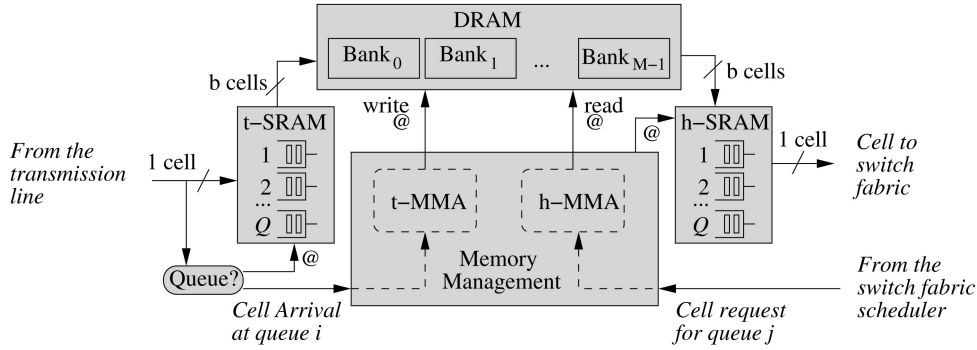 DRAM
Bank0
Bank1
...
BankM-1
b cells
b cells
write
@
read
@
@
t-SRAM
1
2
...
Q
h-SRAM
1
2
...
Q
From the
transmission
line
1 cell
1 cell
Cell to
switch
fabric
t-MMA
h-MMA
Memory
Management
Queue?
@
Cell Arrival
at queue i
Cell request
for queue j
From the
switch fabric
scheduler